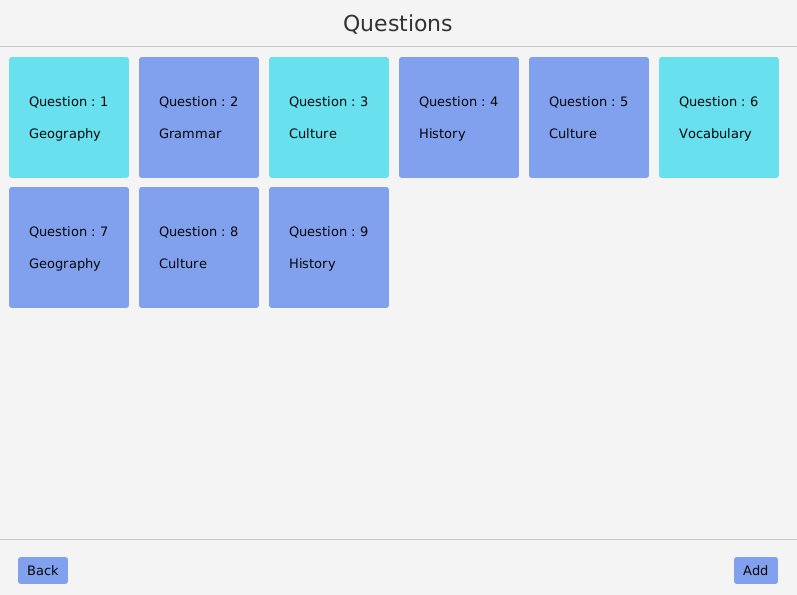 Questions
Question : 1
Geography
Question : 2
Grammar
Question : 3
Culture
Question : 4
History
Question : 5
Culture
Question : 6
Vocabulary
Question : 7
Geography
Question : 8
Culture
Question : 9
History
Back
Add